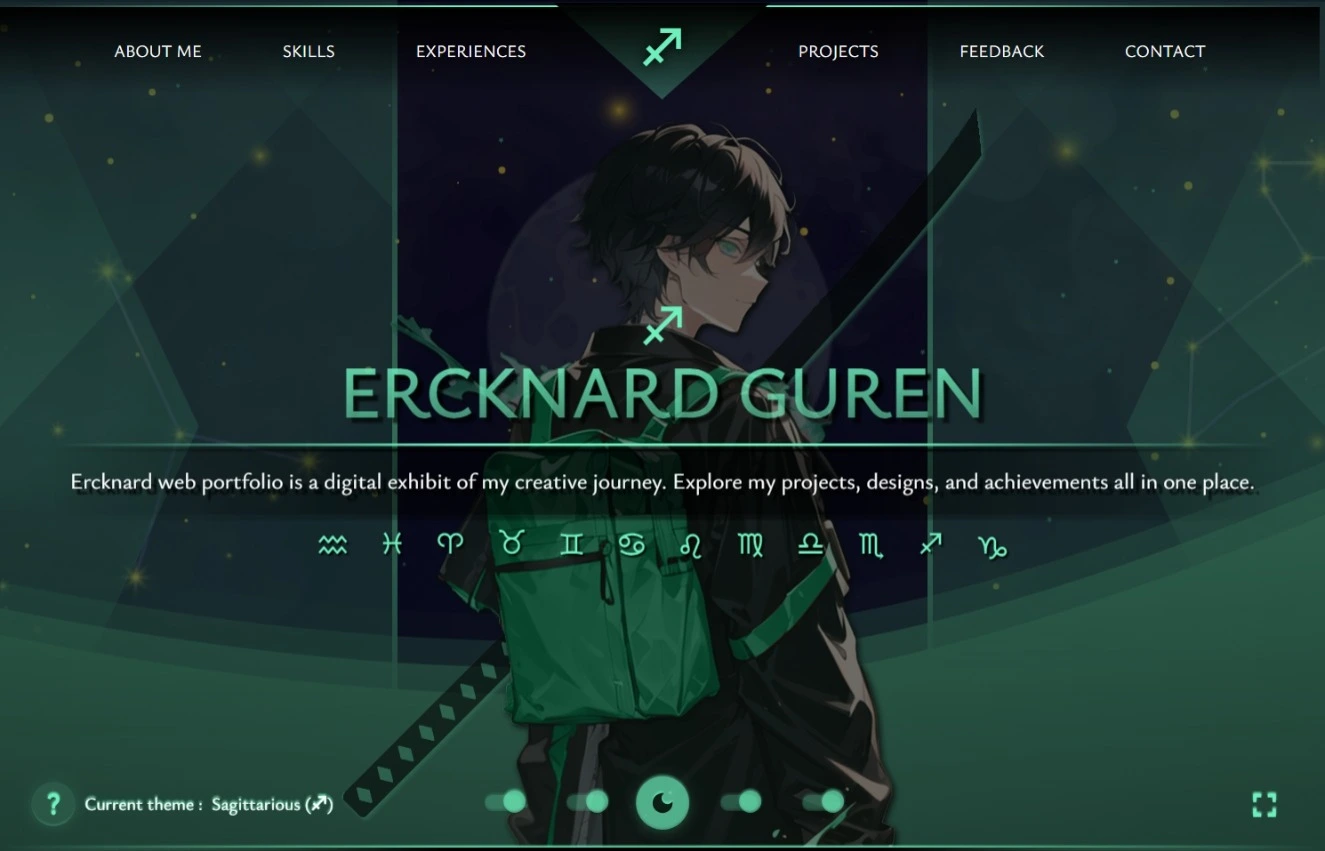 ABOUT ME SKILLS EXPERIENCES ♐ PROJECTS FEEDBACK CONTACT
♐
ERCKNARD GUREN
Ercknard web portfolio is a digital exhibit of my creative journey. Explore my projects, designs, and achievements all in one place.
♒ ♓ ♈ ♉ ♊ ♋ ♌ ♍ ♎ ♏ ♐ ♑
? Current theme : Sagittarious (♐)